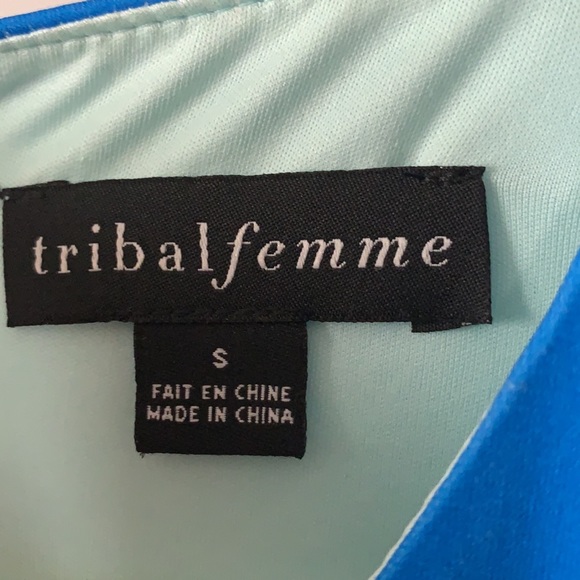 tribalfemme
S
FAIT EN CHINE
MADE IN CHINA